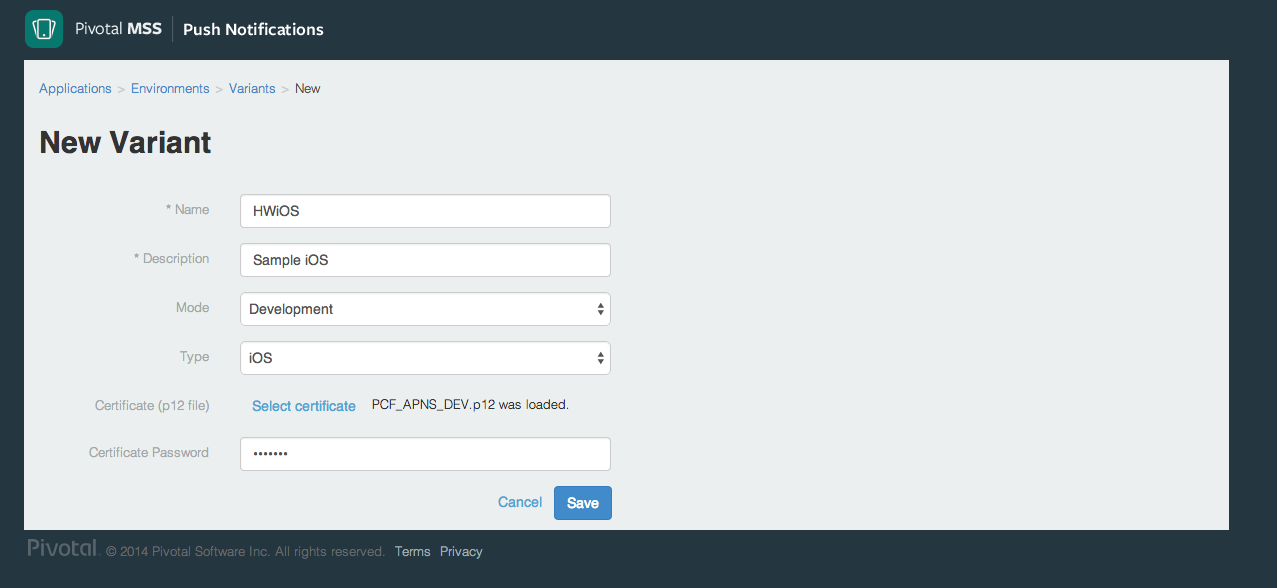 Pivotal MSS Push Notifications
Applications > Environments > Variants > New
New Variant
* Name HWiOS
* Description Sample iOS
Mode Development
Type iOS
Certificate (p12 file) Select certificate PCF_APNS_DEV.p12 was loaded.
Certificate Password •••••••
Cancel Save
Pivotal. © 2014 Pivotal Software Inc. All rights reserved. Terms Privacy